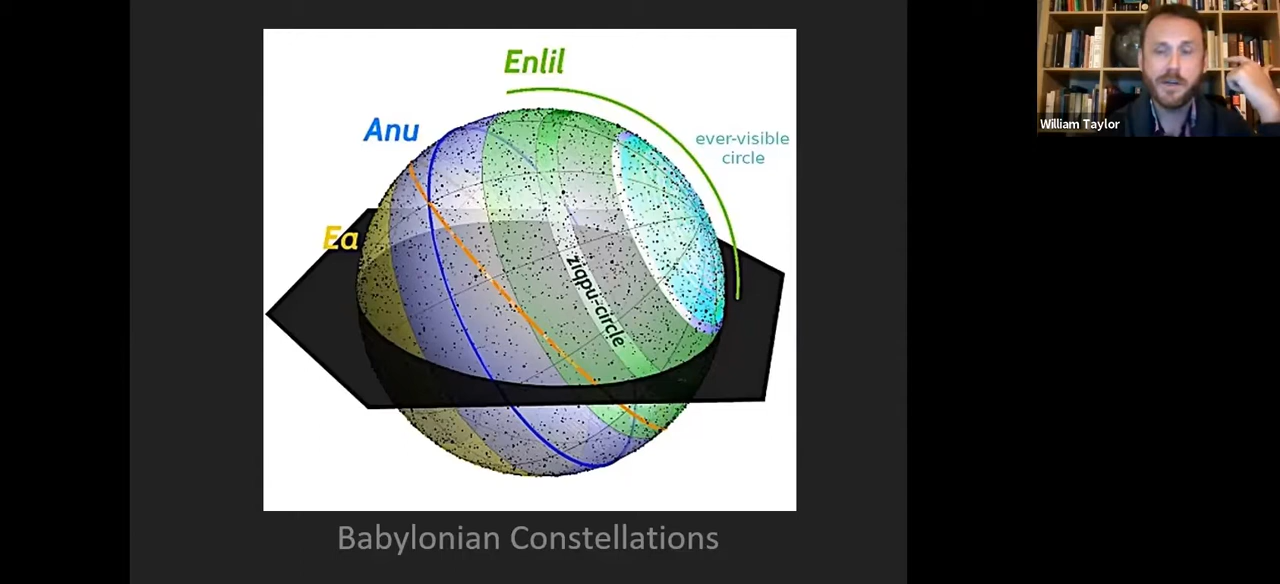 Enlil
Anu
ever-visible
circle
Ea
ziqpu-circle
Babylonian Constellations
William Taylor